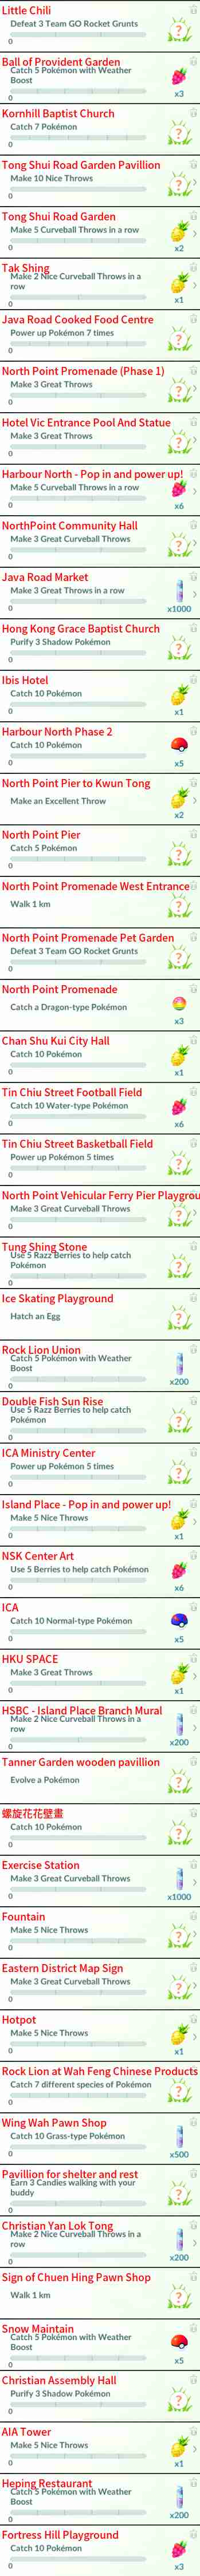 Little Chili
Defeat 3 Team GO Rocket Grunts
0
Ball of Provident Garden
Catch 5 Pokémon with Weather
Boost
0
x3
Kornhill Baptist Church
Catch 7 Pokémon
0
Tong Shui Road Garden Pavillion
Make 10 Nice Throws
0
Tong Shui Road Garden
Make 5 Curveball Throws in a row
0
x2
Tak Shing
Make 2 Nice Curveball Throws in a
row
0
x1
Java Road Cooked Food Centre
Power up Pokémon 7 times
0
North Point Promenade (Phase 1)
Make 3 Great Throws
0
Hotel Vic Entrance Pool And Statue
Make 3 Great Throws
0
Harbour North - Pop in and power up!
Make 5 Curveball Throws in a row
0
x6
NorthPoint Community Hall
Make 3 Great Curveball Throws
0
Java Road Market
Make 3 Great Throws in a row
0
x1000
Hong Kong Grace Baptist Church
Purify 3 Shadow Pokémon
0
Ibis Hotel
Catch 10 Pokémon
0
x1
Harbour North Phase 2
Catch 10 Pokémon
0
x5
North Point Pier to Kwun Tong
Make an Excellent Throw
x2
North Point Pier
Catch 5 Pokémon
0
North Point Promenade West Entrance
Walk 1 km
North Point Promenade Pet Garden
Defeat 3 Team GO Rocket Grunts
0
North Point Promenade
Catch a Dragon-type Pokémon
x3
Chan Shu Kui City Hall
Catch 10 Pokémon
0
x1
Tin Chiu Street Football Field
Catch 10 Water-type Pokémon
0
x6
Tin Chiu Street Basketball Field
Power up Pokémon 5 times
0
North Point Vehicular Ferry Pier Playgrou
Make 3 Great Curveball Throws
0
Tung Shing Stone
Use 5 Razz Berries to help catch
Pokémon
0
Ice Skating Playground
Hatch an Egg
Rock Lion Union
Catch 5 Pokémon with Weather
Boost
0
x200
Double Fish Sun Rise
Use 5 Razz Berries to help catch
Pokémon
0
ICA Ministry Center
Power up Pokémon 5 times
0
Island Place - Pop in and power up!
Make 5 Nice Throws
0
x1
NSK Center Art
Use 5 Berries to help catch Pokémon
0
x6
ICA
Catch 10 Normal-type Pokémon
0
x5
HKU SPACE
Make 3 Great Throws
0
x1
HSBC - Island Place Branch Mural
Make 2 Nice Curveball Throws in a
row
0
x200
Tanner Garden wooden pavillion
Evolve a Pokémon
螺旋花花壁畫
Catch 10 Pokémon
0
Exercise Station
Make 3 Great Curveball Throws
0
x1000
Fountain
Make 5 Nice Throws
0
Eastern District Map Sign
Make 3 Great Curveball Throws
0
Hotpot
Make 5 Nice Throws
0
x1
Rock Lion at Wah Feng Chinese Products
Catch 7 different species of Pokémon
0
Wing Wah Pawn Shop
Catch 10 Grass-type Pokémon
0
x500
Pavillion for shelter and rest
Earn 3 Candies walking with your
buddy
0
Christian Yan Lok Tong
Make 2 Nice Curveball Throws in a
row
0
x200
Sign of Chuen Hing Pawn Shop
Walk 1 km
Snow Maintain
Catch 5 Pokémon with Weather
Boost
0
x5
Christian Assembly Hall
Purify 3 Shadow Pokémon
0
AIA Tower
Make 5 Nice Throws
0
x1
Heping Restaurant
Catch 5 Pokémon with Weather
Boost
0
x200
Fortress Hill Playground
Catch 10 Pokémon
0
x3